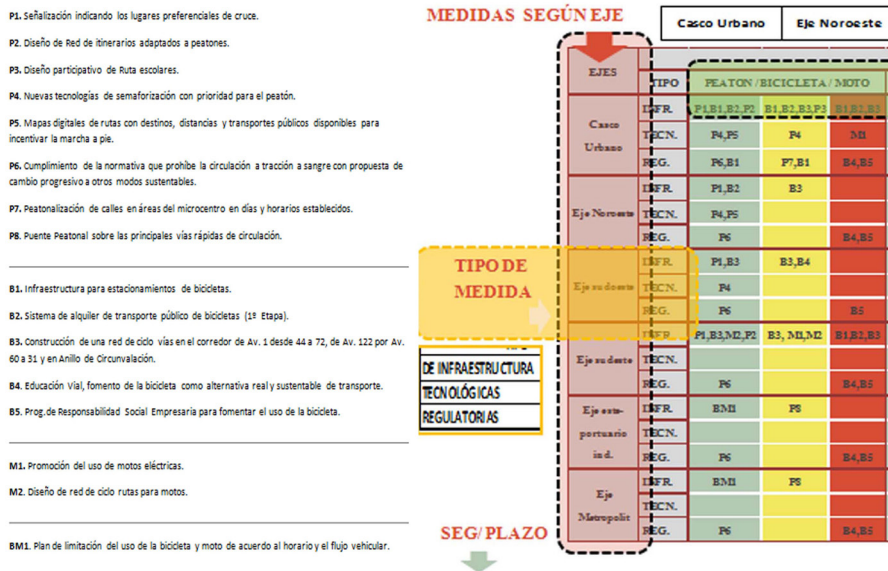 P1. Señalización indicando los lugares preferenciales de cruce.
P2. Diseño de Red de itinerarios adaptados a peatones.
P3. Diseño participativo de Ruta escolares.
P4. Nuevas tecnologías de semaforización con prioridad para el peatón.
P5. Mapas digitales de rutas con destinos, distancias y transportes públicos disponibles para
incentivar la marcha a pie.
P6. Cumplimiento de la normativa que prohíbe la circulación a tracción a sangre con propuesta de
cambio progresivo a otros modos sustentables.
P7. Peatonalización de calles en áreas del microcentro en días y horarios establecidos.
P8. Puente Peatonal sobre las principales vías rápidas de circulación.
B1. Infraestructura para estacionamientos de bicicletas.
B2. Sistema de alquiler de transporte público de bicicletas (1ª Etapa).
B3. Construcción de una red de ciclo vías en el corredor de Av. 1 desde 44 a 72, de Av. 122 por Av.
60 a 31 y en Anillo de Circunvalación.
B4. Educación Vial, fomento de la bicicleta como alternativa real y sustentable de transporte.
B5. Prog.de Responsabilidad Social Empresaria para fomentar el uso de la bicicleta.
M1. Promoción del uso de motos eléctricas.
M2. Diseño de red de ciclo rutas para motos.
BM1. Plan de limitación del uso de la bicicleta y moto de acuerdo al horario y el flujo vehicular.
MEDIDAS SEGÚN EJE
Casco Urbano Eje Noroeste
EJES TIPO PEATON/BICICLETA/MOTO
Casco Urbano
INFR. P1,B1,B2,P2 B1,B2,B3,P3 B1,B2,B3
TECN. P4,P5 P4 M1
REG. P6,B1 P7,B1 B4,B5
Eje Noroeste
INFR. P1,B2 B3
TECN. P4,P5
REG. P6 B4,B5
TIPO DE MEDIDA
Eje sudoeste
INFR. P1,B3 B3,B4
TECN. P4
REG. P6 B5
DE INFRAESTRUCTURA
TECNOLÓGICAS
REGULATORIAS
Eje sudeste
INFR. P1,B3,M2,P2 B3, M1,M2 B1,B2,B3
TECN.
REG. P6 B4,B5
Eje este-portuario ind.
INFR. BM1 P8
TECN.
REG. P6 B4,B5
Eje Metropolit
INFR. BM1 P8
TECN.
REG. P6 B4,B5
SEG/ PLAZO